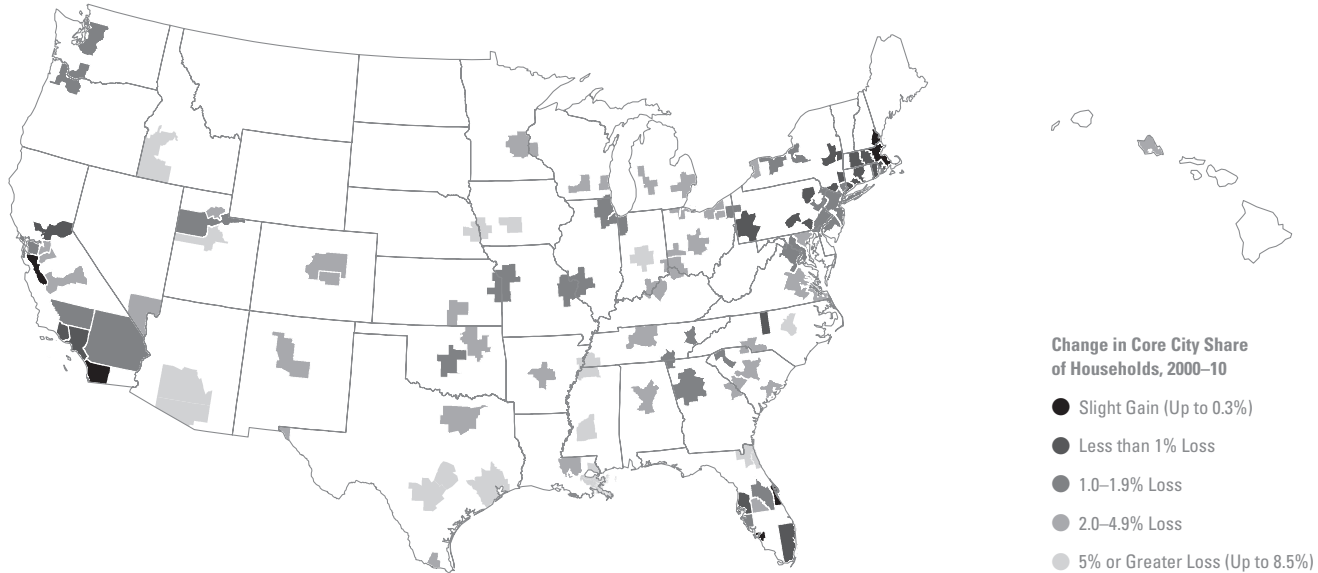 Change in Core City Share
of Households, 2000–10
Slight Gain (Up to 0.3%)
Less than 1% Loss
1.0–1.9% Loss
2.0–4.9% Loss
5% or Greater Loss (Up to 8.5%)